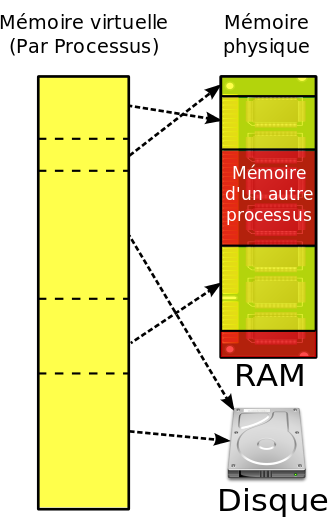 Mémoire virtuelle
(Par Processus)
Mémoire
physique
Mémoire
d'un autre
processus
RAM
Disque